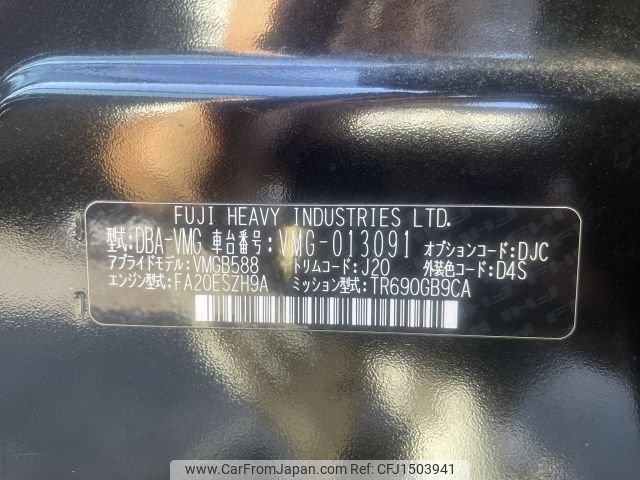 FUJI HEAVY INDUSTRIES LTD.
型式:DBA-VMG 車台番号:VMG-013091 オプションコード:DJC
アプライドモデル:VMGB588 トリムコード:J20 外装色コード:D4S
エンジン型式:FA20ESZH9A ミッション型式:TR690GB9CA
www.CarFromJapan.com - Car ID: CFJ1503941